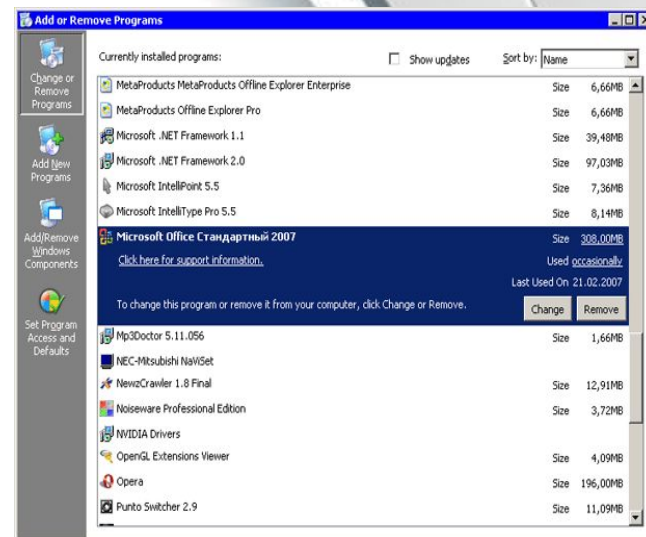 Add or Remove Programs
Change or
Remove
Programs
Add New
Programs
Add/Remove
Windows
Components
Set Program
Access and
Defaults
Currently installed programs:
Show updates
Sort by: Name
MetaProducts MetaProducts Offline Explorer Enterprise Size 6,66MB
MetaProducts Offline Explorer Pro Size 6,66MB
Microsoft .NET Framework 1.1 Size 39,48MB
Microsoft .NET Framework 2.0 Size 97,03MB
Microsoft IntelliPoint 5.5 Size 7,36MB
Microsoft IntelliType Pro 5.5 Size 8,14MB
Microsoft Office Стандартный 2007 Size 308,00MB
Click here for support information. Used occasionally
Last Used On 21.02.2007
To change this program or remove it from your computer, click Change or Remove. Change Remove
Mp3Doctor 5.11.056 Size 1,66MB
NEC-Mitsubishi NaViSet
NewzCrawler 1.8 Final Size 12,91MB
Noiseware Professional Edition Size 3,72MB
NVIDIA Drivers
OpenGL Extensions Viewer Size 4,09MB
Opera Size 196,00MB
Punto Switcher 2.9 Size 11,09MB